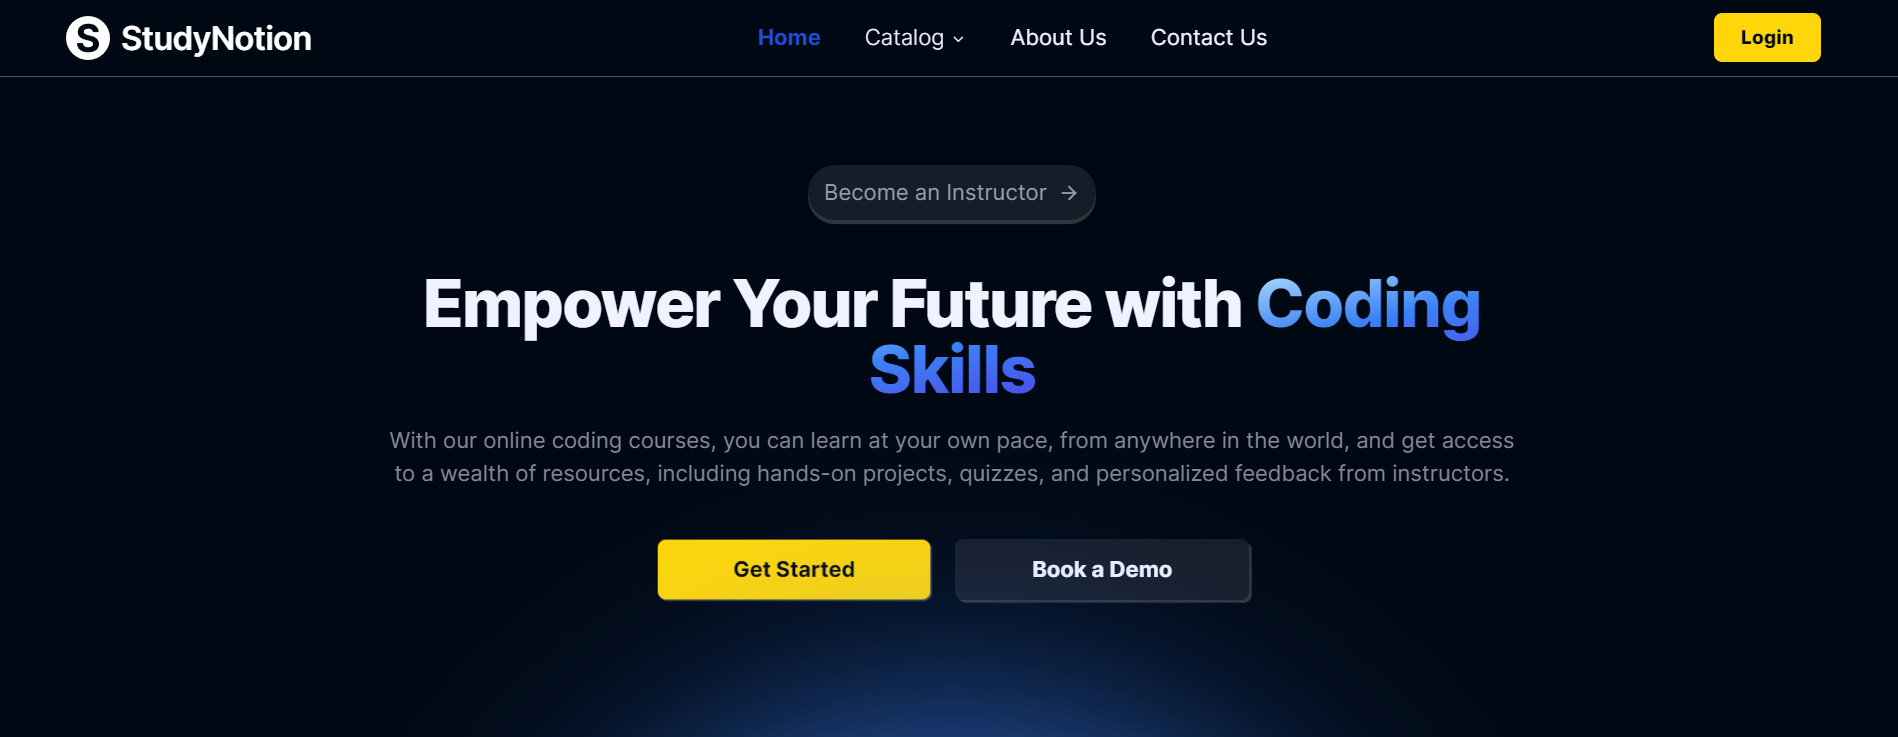 S StudyNotion
Home Catalog About Us Contact Us
Login
Become an Instructor →
Empower Your Future with Coding
Skills
With our online coding courses, you can learn at your own pace, from anywhere in the world, and get access
to a wealth of resources, including hands-on projects, quizzes, and personalized feedback from instructors.
Get Started
Book a Demo